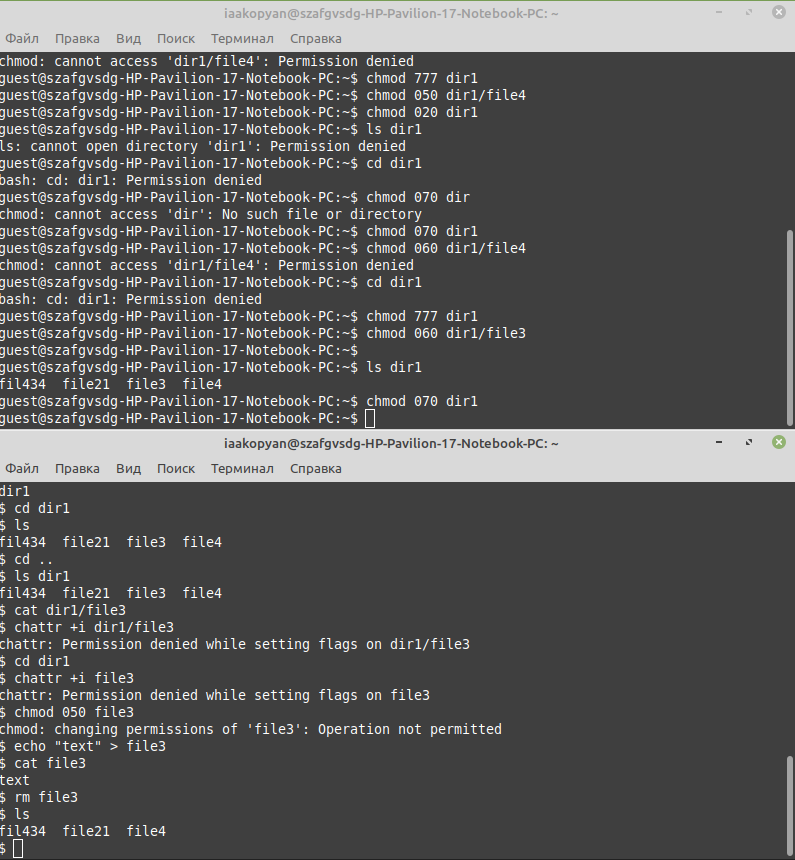 iaakopyan@szafgvsdg-HP-Pavilion-17-Notebook-PC: ~
Файл Правка Вид Поиск Терминал Справка
chmod: cannot access 'dir1/file4': Permission denied
guest@szafgvsdg-HP-Pavilion-17-Notebook-PC:~$ chmod 777 dir1
guest@szafgvsdg-HP-Pavilion-17-Notebook-PC:~$ chmod 050 dir1/file4
guest@szafgvsdg-HP-Pavilion-17-Notebook-PC:~$ chmod 020 dir1
guest@szafgvsdg-HP-Pavilion-17-Notebook-PC:~$ ls dir1
ls: cannot open directory 'dir1': Permission denied
guest@szafgvsdg-HP-Pavilion-17-Notebook-PC:~$ cd dir1
bash: cd: dir1: Permission denied
guest@szafgvsdg-HP-Pavilion-17-Notebook-PC:~$ chmod 070 dir
chmod: cannot access 'dir': No such file or directory
guest@szafgvsdg-HP-Pavilion-17-Notebook-PC:~$ chmod 070 dir1
guest@szafgvsdg-HP-Pavilion-17-Notebook-PC:~$ chmod 060 dir1/file4
chmod: cannot access 'dir1/file4': Permission denied
guest@szafgvsdg-HP-Pavilion-17-Notebook-PC:~$ cd dir1
bash: cd: dir1: Permission denied
guest@szafgvsdg-HP-Pavilion-17-Notebook-PC:~$ chmod 777 dir1
guest@szafgvsdg-HP-Pavilion-17-Notebook-PC:~$ chmod 060 dir1/file3
guest@szafgvsdg-HP-Pavilion-17-Notebook-PC:~$
guest@szafgvsdg-HP-Pavilion-17-Notebook-PC:~$ ls dir1
fil434 file21 file3 file4
guest@szafgvsdg-HP-Pavilion-17-Notebook-PC:~$ chmod 070 dir1
guest@szafgvsdg-HP-Pavilion-17-Notebook-PC:~$
iaakopyan@szafgvsdg-HP-Pavilion-17-Notebook-PC: ~
Файл Правка Вид Поиск Терминал Справка
dir1
$ cd dir1
$ ls
fil434 file21 file3 file4
$ cd ..
$ ls dir1
fil434 file21 file3 file4
$ cat dir1/file3
$ chattr +i dir1/file3
chattr: Permission denied while setting flags on dir1/file3
$ cd dir1
$ chattr +i file3
chattr: Permission denied while setting flags on file3
$ chmod 050 file3
chmod: changing permissions of 'file3': Operation not permitted
$ echo "text" > file3
$ cat file3
text
$ rm file3
$ ls
fil434 file21 file4
$